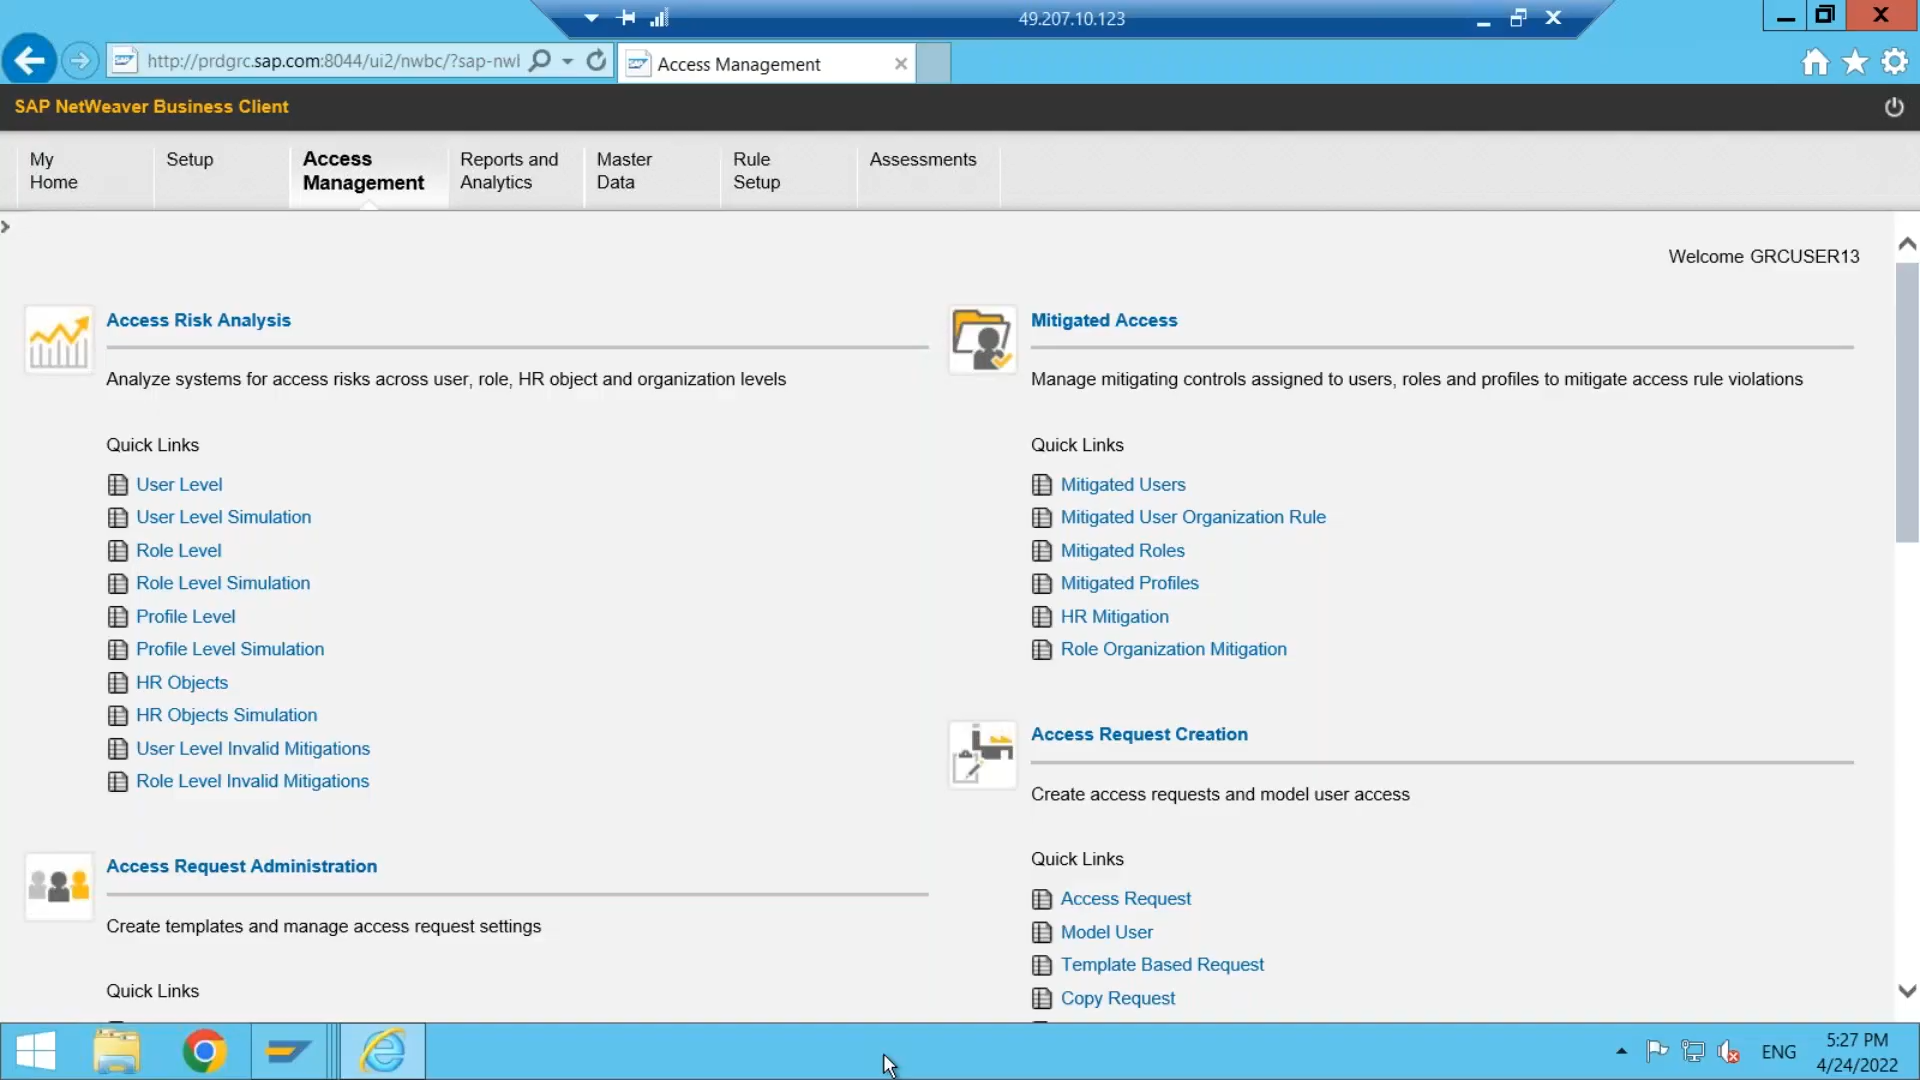 49.207.10.123
http://prdgrc.sap.com:8044/ui2/nwbc/?sap-nwl
Access Management
SAP NetWeaver Business Client
My Home
Setup
Access Management
Reports and Analytics
Master Data
Rule Setup
Assessments
Welcome GRCUSER13
Access Risk Analysis
Analyze systems for access risks across user, role, HR object and organization levels
Quick Links
User Level
User Level Simulation
Role Level
Role Level Simulation
Profile Level
Profile Level Simulation
HR Objects
HR Objects Simulation
User Level Invalid Mitigations
Role Level Invalid Mitigations
Access Request Administration
Create templates and manage access request settings
Quick Links
Mitigated Access
Manage mitigating controls assigned to users, roles and profiles to mitigate access rule violations
Quick Links
Mitigated Users
Mitigated User Organization Rule
Mitigated Roles
Mitigated Profiles
HR Mitigation
Role Organization Mitigation
Access Request Creation
Create access requests and model user access
Quick Links
Access Request
Model User
Template Based Request
Copy Request
ENG
5:27 PM
4/24/2022